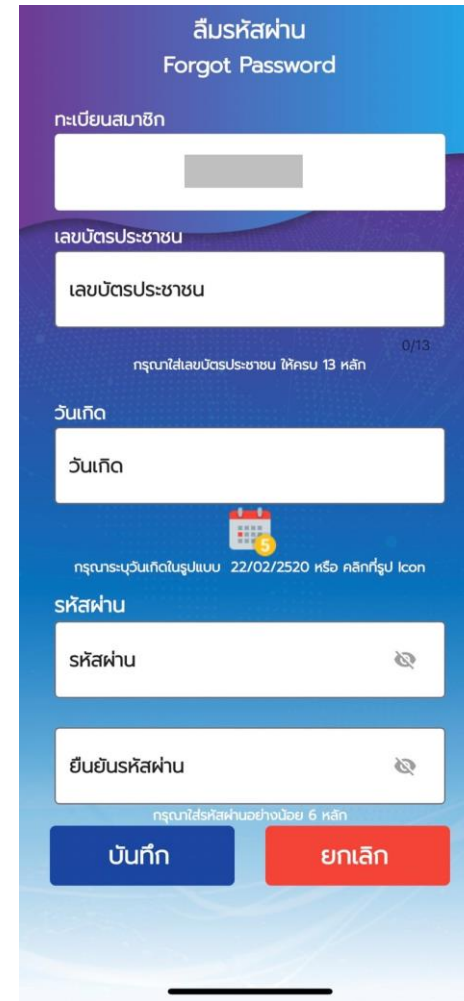 ลืมรหัสผ่าน
Forgot Password
ทะเบียนสมาชิก
เลขบัตรประชาชน
เลขบัตรประชาชน
0/13
กรุณาใส่เลขบัตรประชาชน ให้ครบ 13 หลัก
วันเกิด
วันเกิด
5
กรุณาระบุวันเกิดในรูปแบบ 22/02/2520 หรือ คลิกที่รูป Icon
รหัสผ่าน
รหัสผ่าน
ยืนยันรหัสผ่าน
กรุณาใส่รหัสผ่านอย่างน้อย 6 หลัก
บันทึก ยกเลิก